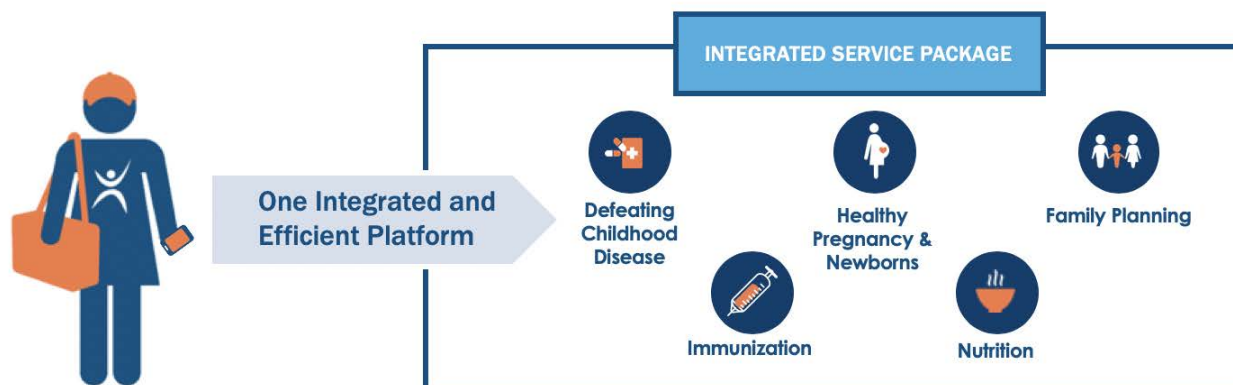 INTEGRATED SERVICE PACKAGE
One Integrated and
Efficient Platform
Defeating
Childhood
Disease
Healthy
Pregnancy &
Newborns
Family Planning
Immunization
Nutrition